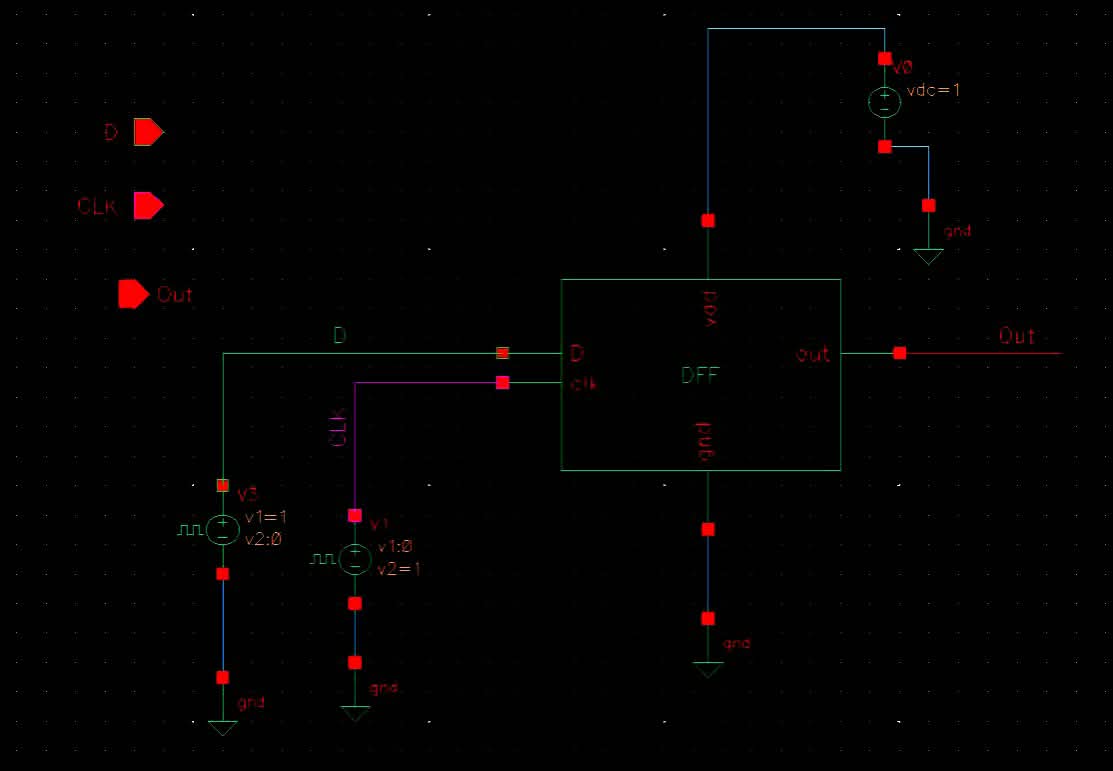 V0
vdc=1
D
CLK
gnd
Out
vdd
D
Out
D
out
clk
DFF
CLK
gnd
V3
v1=1
v2:0
V1
v1:0
v2=1
gnd
gnd
gnd